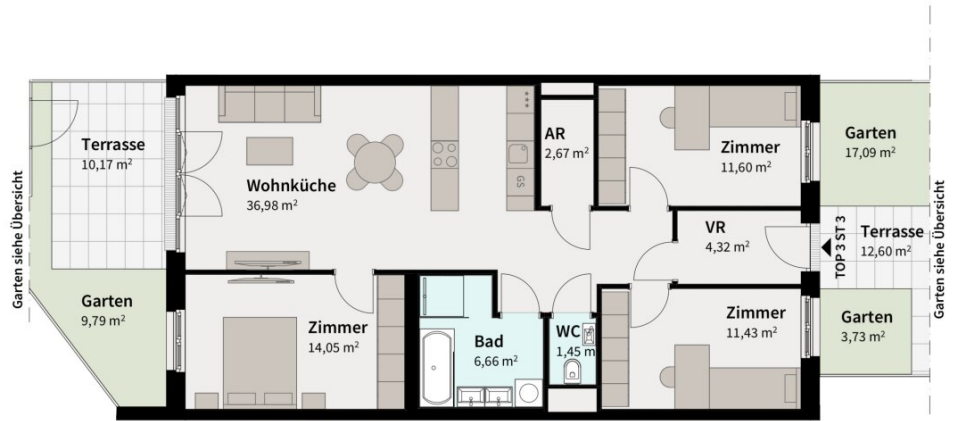 Garten siehe Übersicht
Terrasse
10,17 m²
Garten
9,79 m²
Wohnküche
36,98 m²
GS
AR
2,67 m²
Zimmer
11,60 m²
VR
4,32 m²
Zimmer
14,05 m²
Bad
6,66 m²
WC
1,45 m
Zimmer
11,43 m²
TOP 3 ST 3
Garten
17,09 m²
Terrasse
12,60 m²
Garten
3,73 m²
Garten siehe Übersicht